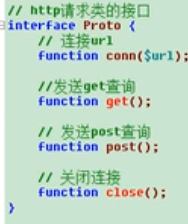 // http请求类的接口
interface Proto {
// 连接url
function conn($url);
//发送get查询
function get();
// 发送post查询
function post();
// 关闭连接
function close();
}